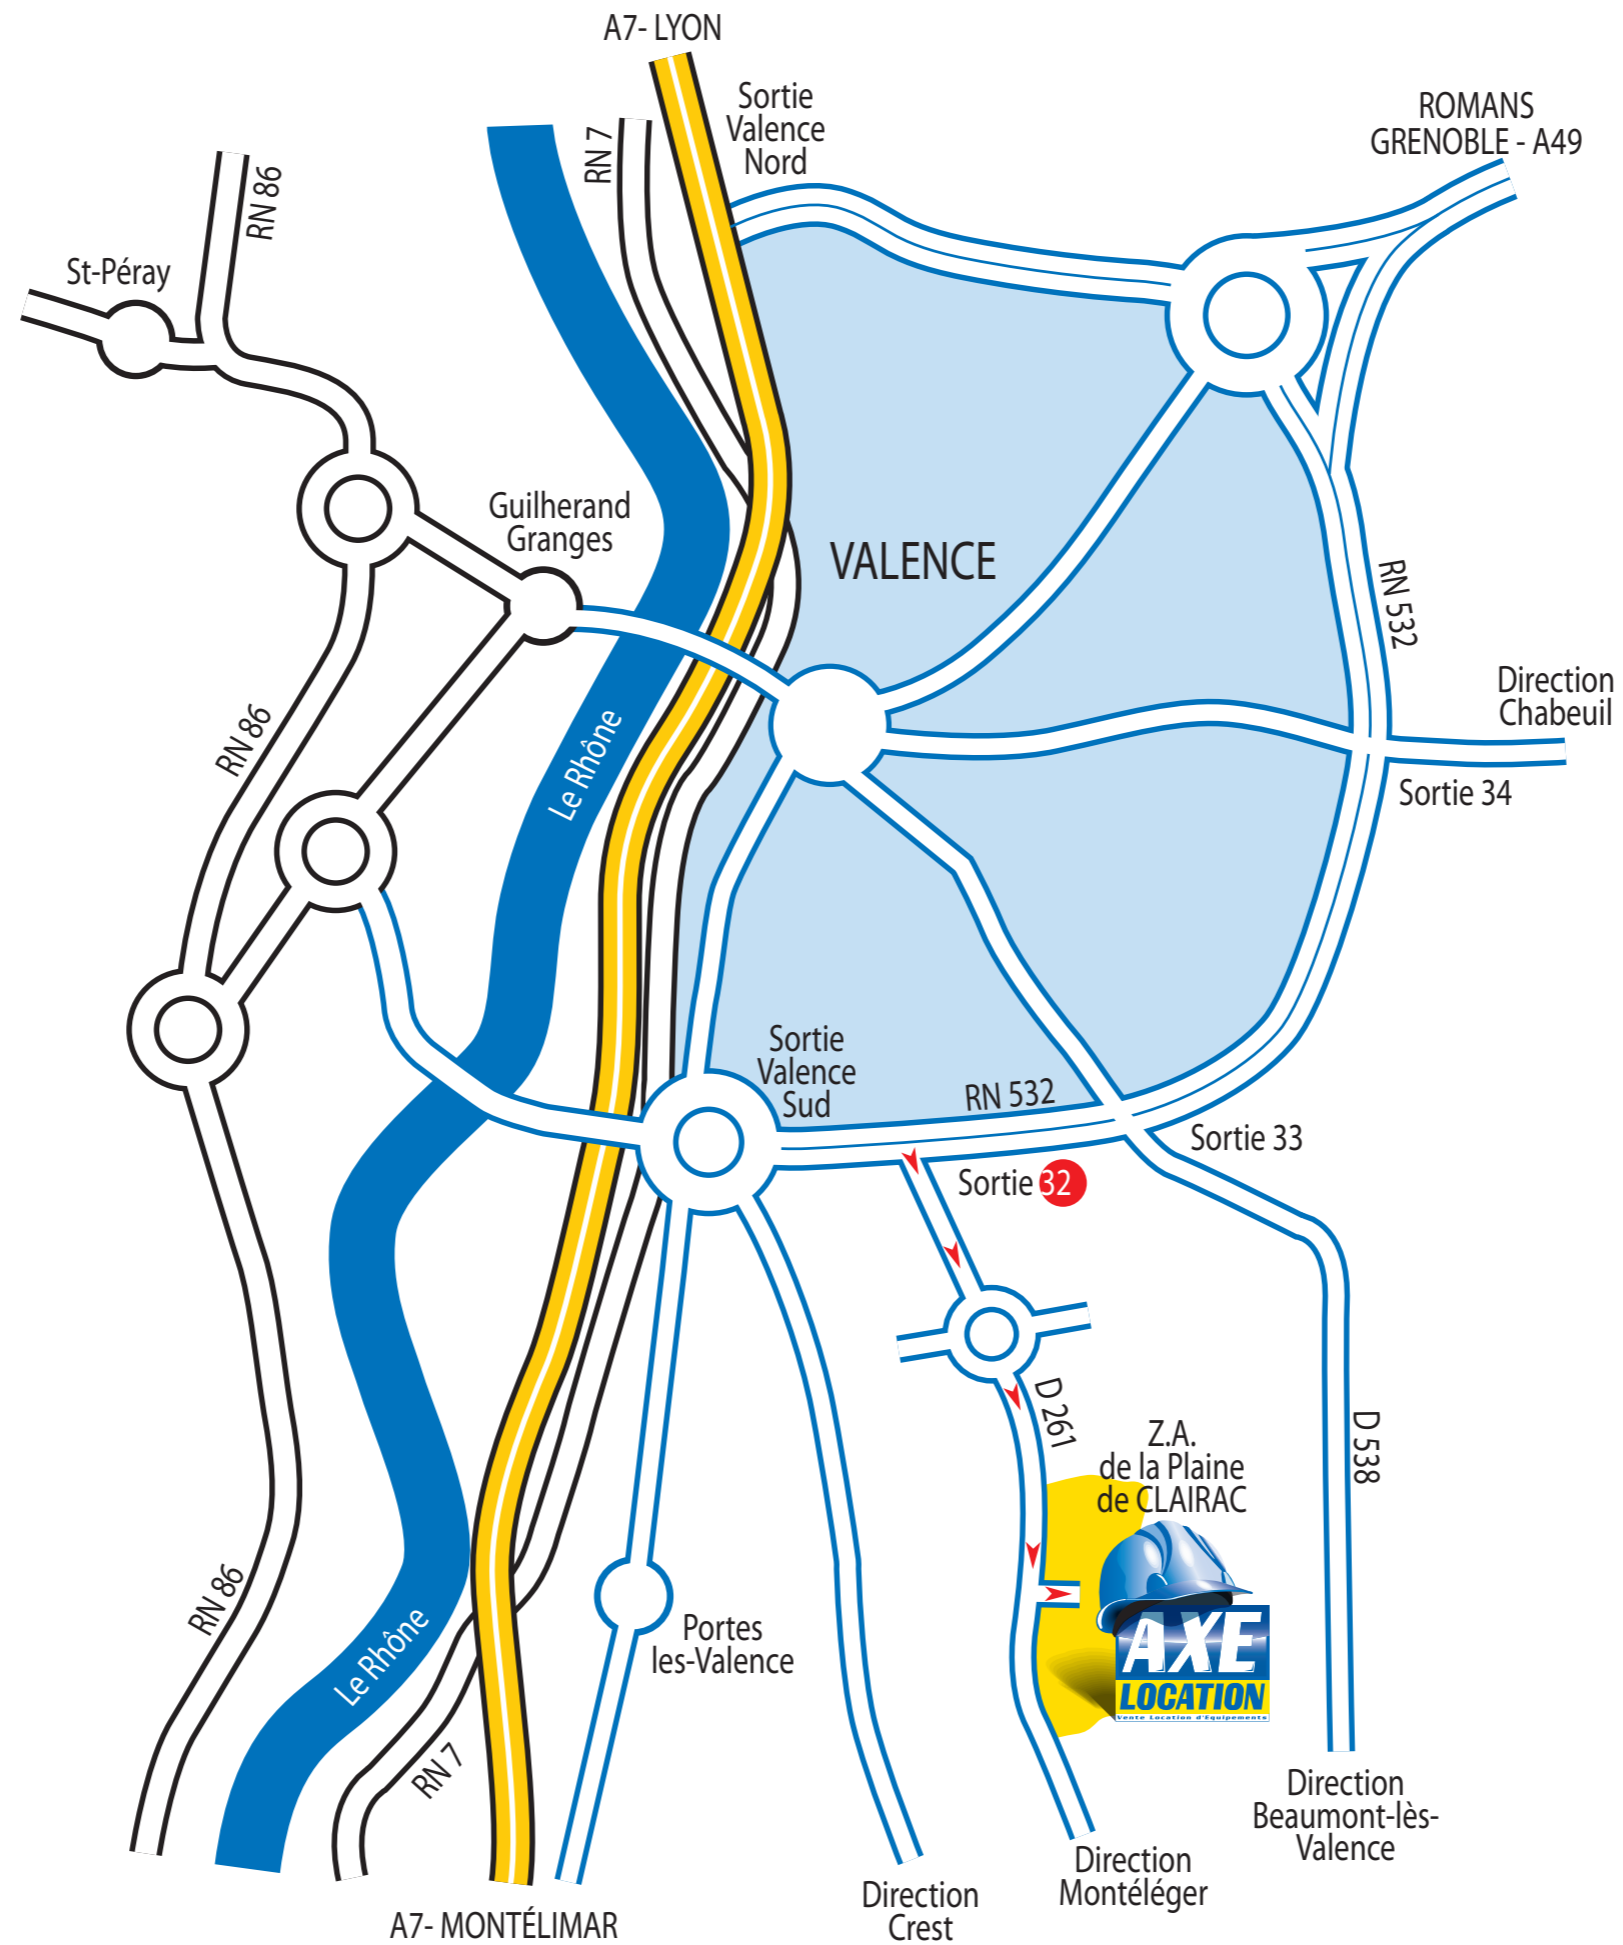 A7- LYON
Sortie
Valence
Nord
ROMANS
GRENOBLE - A49
RN 7
RN 86
St-Péray
Guilherand
Granges
VALENCE
RN 532
Direction
Chabeuil
Sortie 34
RN 86
Le Rhône
Sortie
Valence
Sud
RN 532
Sortie 33
Sortie 32
D 261
Z.A.
de la Plaine
de CLAIRAC
D 538
AXE
LOCATION
Vente Location d'Equipements
RN 86
Le Rhône
Portes
les-Valence
RN 7
Direction
Beaumont-lès-
Valence
Direction
Montéléger
Direction
Crest
A7- MONTÉLIMAR